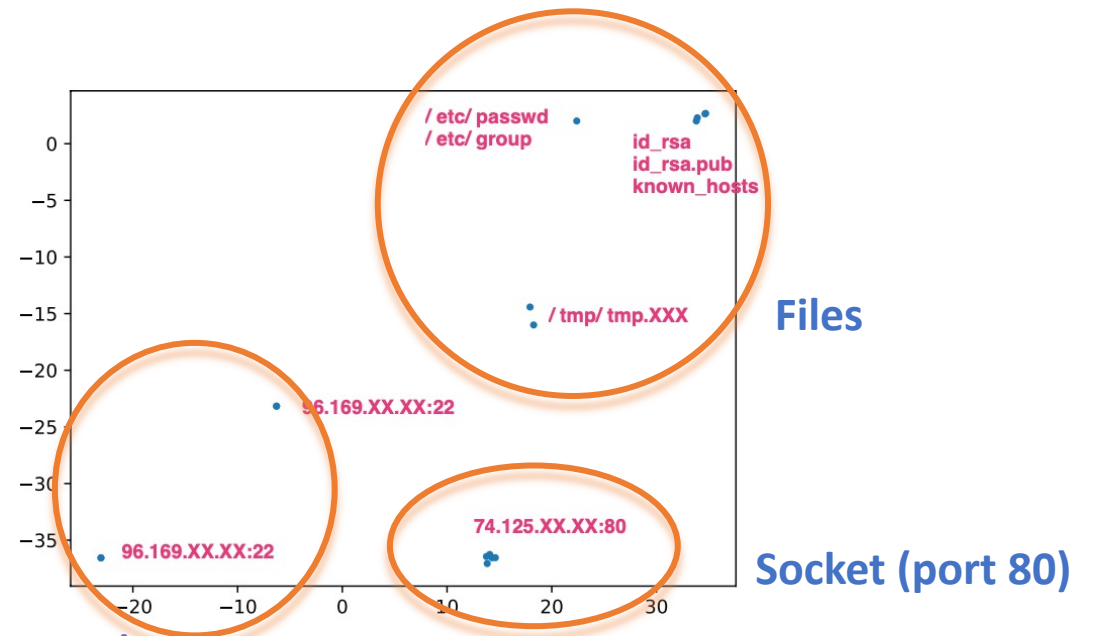 / etc/ passwd
/ etc/ group
id_rsa
id_rsa.pub
known_hosts
/ tmp/ tmp.XXX
Files
96.169.XX.XX:22
74.125.XX.XX:80
96.169.XX.XX:22
Socket (port 80)
0
−5
−10
−15
−20
−25
−30
−35
−20
−10
0
10
20
30